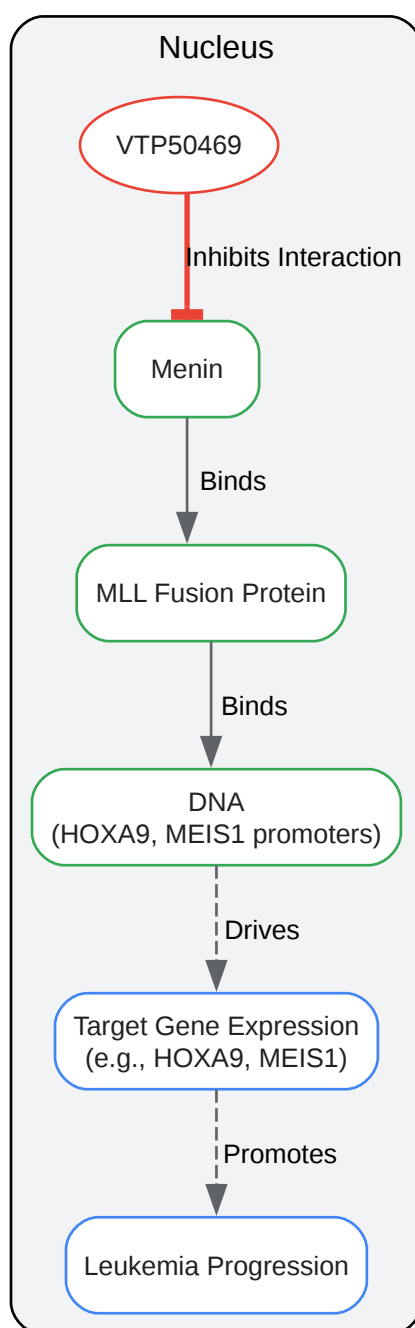 Nucleus
VTP50469
Inhibits Interaction
Menin
Binds
MLL Fusion Protein
Binds
DNA
(HOXA9, MEIS1 promoters)
Drives
Target Gene Expression
(e.g., HOXA9, MEIS1)
Promotes
Leukemia Progression